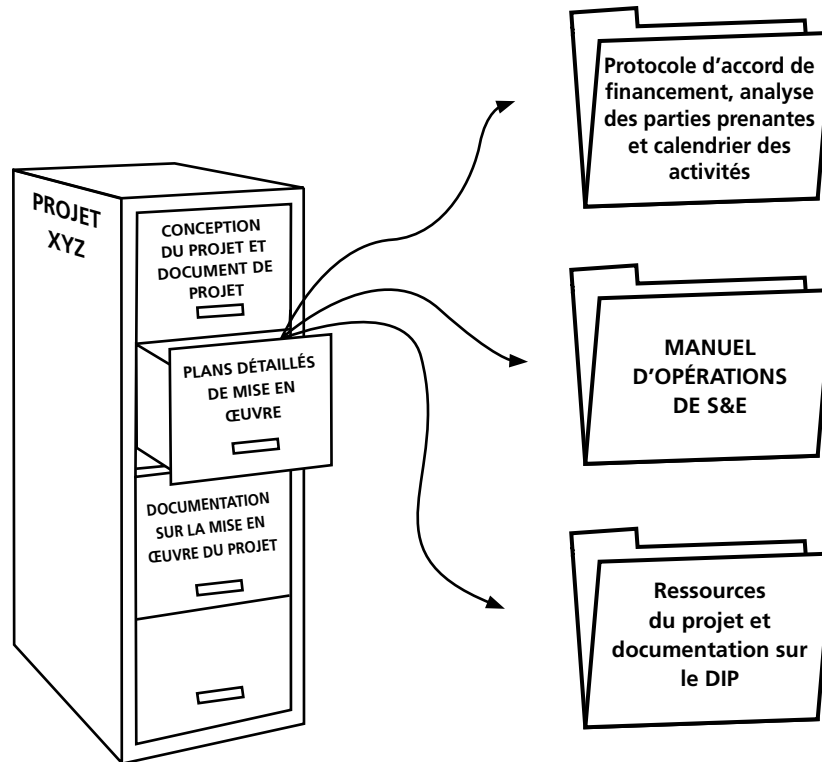 PROJET
XYZ
CONCEPTION
DU PROJET ET
DOCUMENT DE
PROJET
PLANS DÉTAILLÉS
DE MISE EN
ŒUVRE
DOCUMENTATION
SUR LA MISE EN
ŒUVRE DU PROJET
Protocole d’accord de
financement, analyse
des parties prenantes
et calendrier des
activités
MANUEL
D’OPÉRATIONS
DE S&E
Ressources
du projet et
documentation sur
le DIP